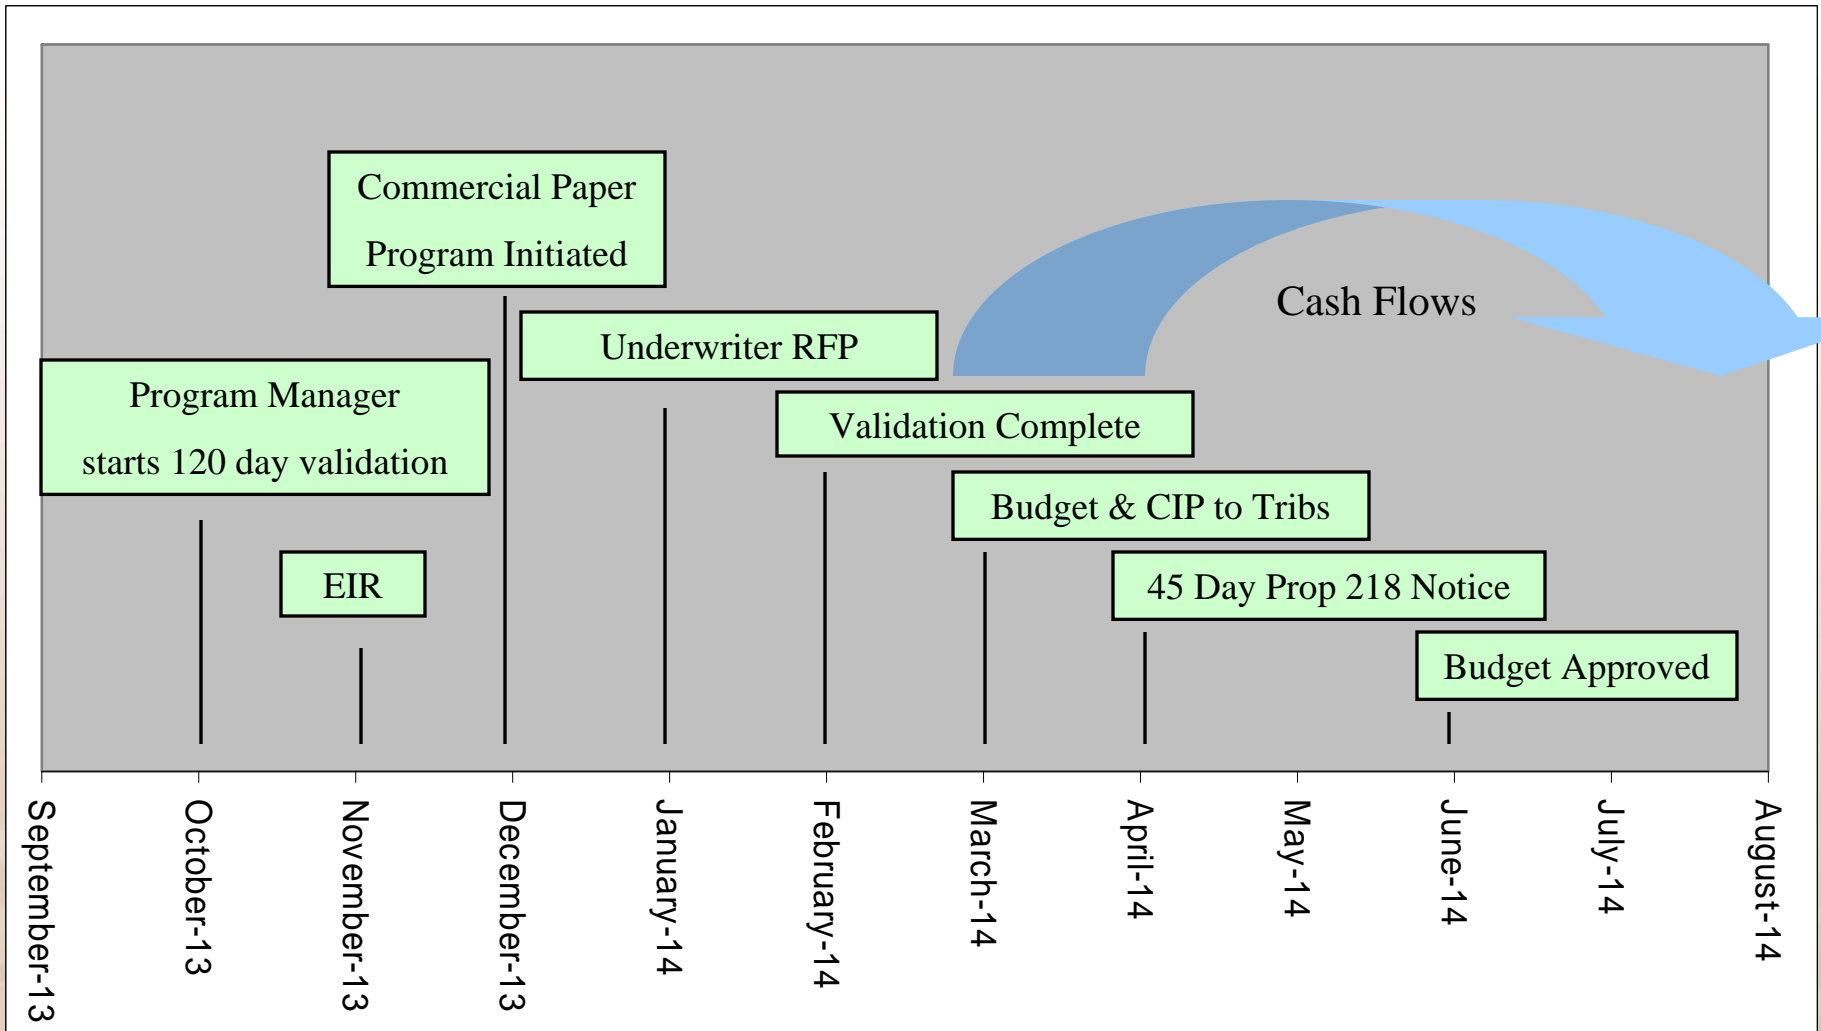 Commercial Paper
Program Initiated
Cash Flows
Underwriter RFP
Program Manager
starts 120 day validation
Validation Complete
Budget & CIP to Tribs
EIR
45 Day Prop 218 Notice
Budget Approved
September-13
October-13
November-13
December-13
January-14
February-14
March-14
April-14
May-14
June-14
July-14
August-14